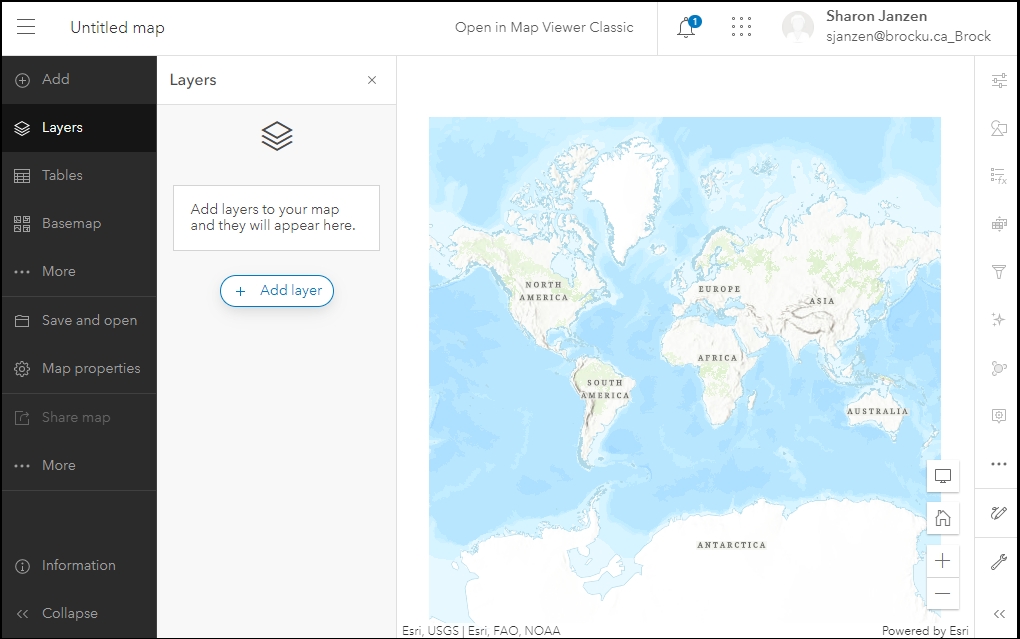 Untitled map
Open in Map Viewer Classic
1
Sharon Janzen
sjanzen@brocku.ca_Brock
Add
Layers
Tables
Basemap
More
Save and open
Map properties
Share map
More
Information
Collapse
Layers
Add layers to your map
and they will appear here.
Add layer
NORTH
AMERICA
EUROPE
ASIA
AFRICA
SOUTH
AMERICA
AUSTRALIA
ANTARCTICA
Esri, USGS | Esri, FAO, NOAA
Powered by Esri